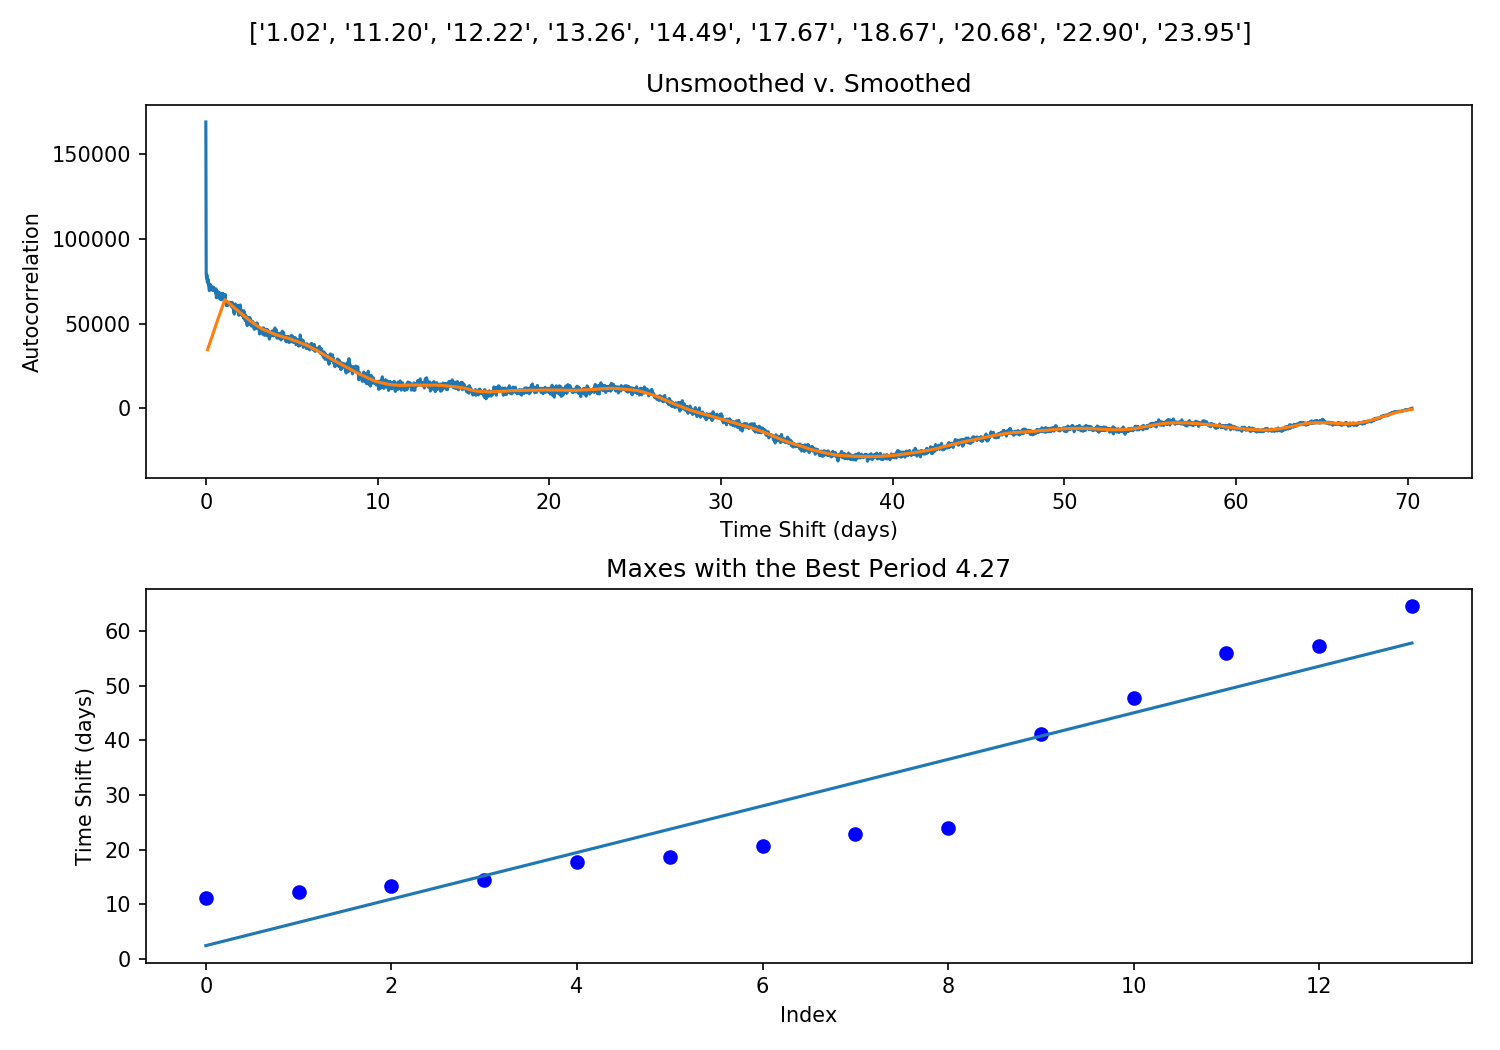 ['1.02', '11.20', '12.22', '13.26', '14.49', '17.67', '18.67', '20.68', '22.90', '23.95']
Unsmoothed v. Smoothed
Autocorrelation
150000
100000
50000
0
0 10 20 30 40 50 60 70
Time Shift (days)
Maxes with the Best Period 4.27
Time Shift (days)
60
50
40
30
20
10
0
0 2 4 6 8 10 12
Index